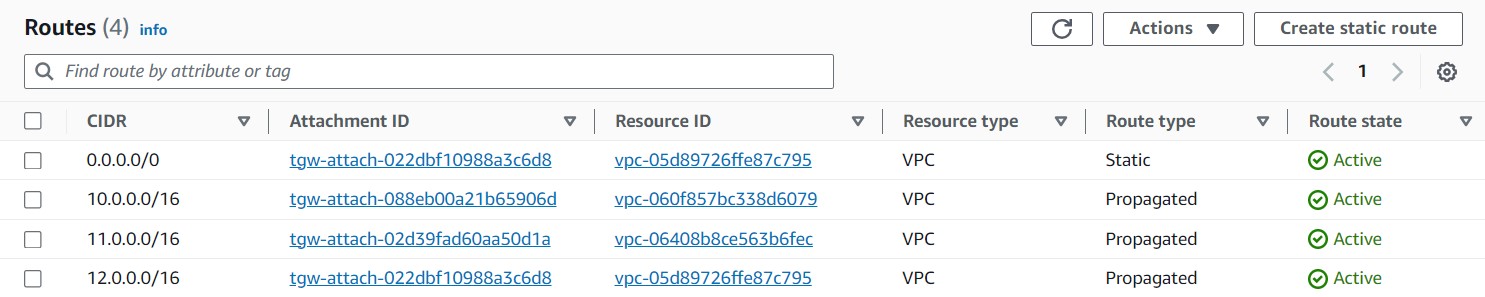 Routes (4) info
Actions Create static route
Find route by attribute or tag
1
CIDR Attachment ID Resource ID Resource type Route type Route state
0.0.0.0/0 tgw-attach-022dbf10988a3c6d8 vpc-05d89726ffe87c795 VPC Static Active
10.0.0.0/16 tgw-attach-088eb00a21b65906d vpc-060f857bc338d6079 VPC Propagated Active
11.0.0.0/16 tgw-attach-02d39fad60aa50d1a vpc-06408b8ce563b6fec VPC Propagated Active
12.0.0.0/16 tgw-attach-022dbf10988a3c6d8 vpc-05d89726ffe87c795 VPC Propagated Active